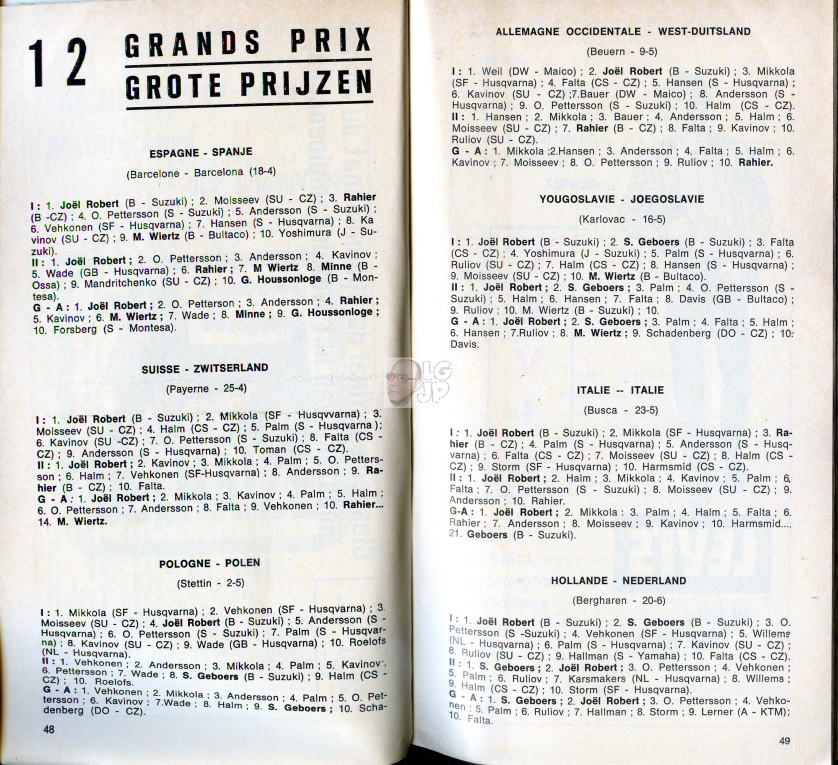 12 GRANDS PRIX
GROTE PRIJZEN
ESPAGNE - SPANJE
(Barcelone - Barcelona (18-4)
I : 1. Joël Robert (B - Suzuki) ; 2. Moisseev (SU - CZ) ; 3. Rahier
(B -CZ) ; 4. O. Pettersson (S - Suzuki) ; 5. Andersson (S - Suzuki) ;
6. Vehkonen (SF - Husqvarna) ; 7. Hansen (S - Husqvarna) ; 8. Ka
vinov (SU - CZ) ; 9. M. Wiertz (B - Bultaco) ; 10. Yoshimura (J - Su-
zuki).
II : 1. Joël Robert ; 2. O. Pettersson ; 3. Andersson ; 4. Kavinov ;
5. Wade (GB - Husqvarna) ; 6. Rahier ; 7. M Wiertz 8. Minne (B -
Ossa) ; 9. Mandritchenko (SU - CZ) ; 10. G. Houssonloge (B - Mon-
tesa).
G - A : 1. Joël Robert ; 2. O. Petterson ; 3. Andersson ; 4. Rahier ;
5. Kavinov ; 6. M. Wiertz ; 7. Wade ; 8. Minne ; 9. G. Houssonloge ;
10. Forsberg (S - Montesa).
SUISSE - ZWITSERLAND
(Payerne - 25-4)
I : 1. Joël Robert (B - Suzuki) ; 2. Mikkola (SF - Husqvvarna) ; 3.
Moisseev (SU - CZ) ; 4. Halm (CS - CZ) ; 5. Palm (S - Husqvarna );
6. Kavinov (SU -CZ) ; 7. O. Pettersson (S - Suzuki) ; 8. Falta (CS -
CZ) ; 9. Andersson (S - Husqvarna) ; 10. Toman (CS - CZ).
II : 1. Joël Robert ; 2. Kavinov ; 3. Mikkola ; 4. Palm ; 5. O. Petters-
son ; 6. Halm ; 7. Vehkonen (SF-Husqvarna) ; 8. Andersson ; 9. Ra-
hier (B - CZ) ; 10. Falta.
G - A : 1. Joël Robert ; 2. Mikkola ; 3. Kavinov ; 4. Palm ; 5. Halm ;
6. O. Pettersson ; 7. Andersson ; 8. Falta ; 9. Vehkonen ; 10. Rahier...
14. M. Wiertz.
POLOGNE - POLEN
(Stettin - 2-5)
I : 1. Mikkola (SF - Husqvarna) ; 2. Vehkonen (SF - Husqvarna) ; 3.
Moisseev (SU - CZ) ; 4. Joël Robert (B - Suzuki) ; 5. Andersson (S -
Husqvarna) ; 6. O. Pettersson (S - Suzuki) ; 7. Palm (S - Husqvar-
na) ; 8. Kavinov (SU - CZ) ; 9. Wade (GB - Husqvarna) ; 10. Roelofs
(NL - Husqvarna).
II : 1. Vehkonen ; 2. Andersson ; 3. Mikkola ; 4. Palm ; 5. Kavinov ;
6. Pettersson ; 7. Wade ; 8. S. Geboers (B - Suzuki) ; 9. Halm (CS -
CZ) ; 10. Roelofs.
G - A : 1. Vehkonen ; 2. Mikkola ; 3. Andersson ; 4. Palm ; 5. O. Pet-
tersson ; 6. Kavinov ; 7.Wade ; 8. Halm ; 9. S. Geboers ; 10. Scha-
denberg (DO - CZ).
48
ALLEMAGNE OCCIDENTALE - WEST-DUITSLAND
(Beuern - 9-5)
I : 1. Weil (DW - Maico) ; 2. Joël Robert (B - Suzuki) ; 3. Mikkola
(SF - Husqvarna) ; 4. Falta (CS - CZ) ; 5. Hansen (S - Husqvarna) ;
6. Kavinov (SU - CZ) ;7.Bauer (DW - Maico) ; 8. Andersson (S -
Husqvarna) ; 9. O. Pettersson (S - Suzuki) ; 10. Halm (CS - CZ).
II : 1. Hansen ; 2. Mikkola ; 3. Bauer ; 4. Andersson ; 5. Halm ; 6.
Moisseev (SU - CZ) ; 7. Rahier (B - CZ) ; 8. Falta ; 9. Kavinov ; 10.
Ruliov (SU - CZ).
G - A : 1. Mikkola ;2.Hansen ; 3. Andersson ; 4. Falta ; 5. Halm ; 6.
Kavinov ; 7. Moisseev ; 8. O. Pettersson ; 9. Ruliov ; 10. Rahier.
YOUGOSLAVIE - JOEGOSLAVIE
(Karlovac - 16-5)
I : 1. Joël Robert (B - Suzuki) ; 2. S. Geboers (B - Suzuki) ; 3. Falta
(CS - CZ) ; 4. Yoshimura (J - Suzuki) ; 5. Palm (S - Husqvarna) ; 6.
Ruliov (SU - CZ) ; 7. Halm (CS - CZ) ; 8. Hansen (S - Husqvarna) ;
9. Moisseev (SU - CZ) ; 10. M. Wiertz (B - Bultaco).
II : 1. Joël Robert ; 2. S. Geboers ; 3. Palm ; 4. O. Pettersson (S -
Suzuki) ; 5. Halm ; 6. Hansen ; 7. Falta ; 8. Davis (GB - Bultaco) ;
9. Ruliov ; 10. M. Wiertz (B - Suzuki) ; 10.
G - A : 1. Joël Robert ; 2. S. Geboers ; 3. Palm ; 4. Falta ; 5. Halm ;
6. Hansen ; 7.Ruliov ; 8. M. Wiertz ; 9. Schadenberg (DO - CZ) ; 10.
Davis.
ITALIE -- ITALIE
(Busca - 23-5)
I : 1. Joël Robert (B - Suzuki) ; 2. Mikkola (SF - Husqvarna) ; 3. Ra-
hier (B - CZ) ; 4. Palm (S - Husqvarna) ; 5. Andersson (S - Husq-
varna) ; 6. Falta (CS - CZ) ; 7. Moisseev (SU - CZ) ; 8. Halm (CS -
CZ) ; 9. Storm (SF - Husqvarna) ; 10. Harmsmid (CS - CZ).
II : 1. Joël Robert ; 2. Halm ; 3. Mikkola ; 4. Kavinov ; 5. Palm ; 6.
Falta ; 7. O. Pettersson (S - Suzuki) ; 8. Moisseev (SU - CZ) ; 9.
Andersson ; 10. Rahier.
G-A : 1. Joël Robert ; 2. Mikkola : 3. Palm ; 4. Halm ; 5. Falta ; 6.
Rahier ; 7. Andersson ; 8. Moisseev ; 9. Kavinov ; 10. Harmsmid....
21. Geboers (B - Suzuki).
HOLLANDE - NEDERLAND
(Bergharen - 20-6)
I : 1. Joël Robert (B - Suzuki) ; 2. S. Geboers (B - Suzuki) ; 3. O.
Pettersson (S -Suzuki) ; 4. Vehkonen (SF - Husqvarna) ; 5. Willems
(NL - Husqvarna) ; 6. Palm (S - Husqvarna) ; 7. Kavinov (SU - CZ) ;
8. Ruliov (SU - CZ) ; 9. Hallman (S - Yamaha) ; 10. Falta (CS - CZ).
II : 1. S. Geboers ; 2. Joël Robert ; 3. O. Pettersson ; 4. Vehkonen ;
5. Palm ; 6. Ruliov ; 7. Karsmakers (NL - Husqvarna) ; 8. Willems ;
9. Halm (CS - CZ) ; 10. Storm (SF - Husqvarna).
G - A : 1. S. Geboers ; 2. Joël Robert ; 3. O. Pettersson ; 4. Vehko-
nen ; 5. Palm ; 6. Ruliov ; 7. Hallman ; 8. Storm ; 9. Lerner (A - KTM);
10. Falta.
49
LG
JP